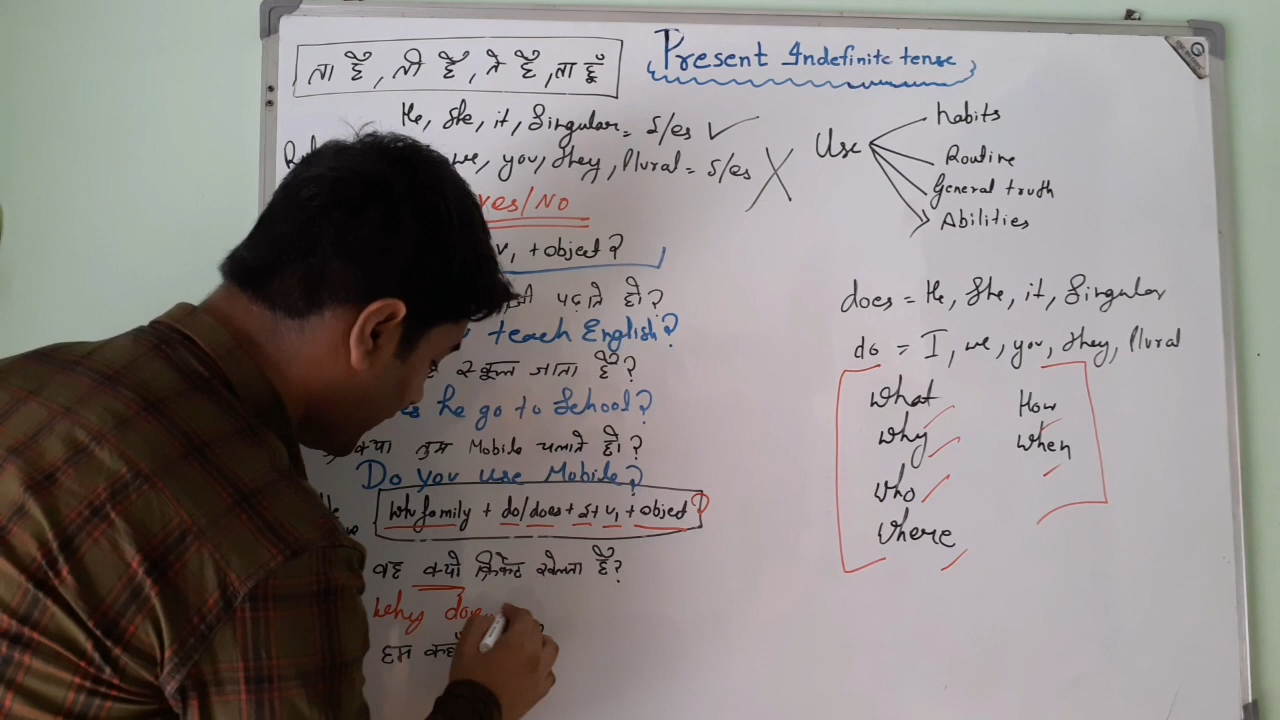 ता है, ती है, ते है, ता हूँ
Present Indefinite tense
He, She, it, Singular = s/es ✓
we, you, they, Plural = s/es ✗
Use
habits
Routine
General truth
Abilities
Yes/No
v₁ + object?
पढ़ाते हो?
teach English?
स्कूल जाता है?
he go to School?
क्या तुम Mobile चलाते हो?
Do you use Mobile?
Wh family + do/does + s + v₁ + object?
वह क्यो क्रिकेट खेलता है?
Why does
हम
does = He, She, it, Singular
do = I, we, you, they, Plural
What How
Why When
Who
Where